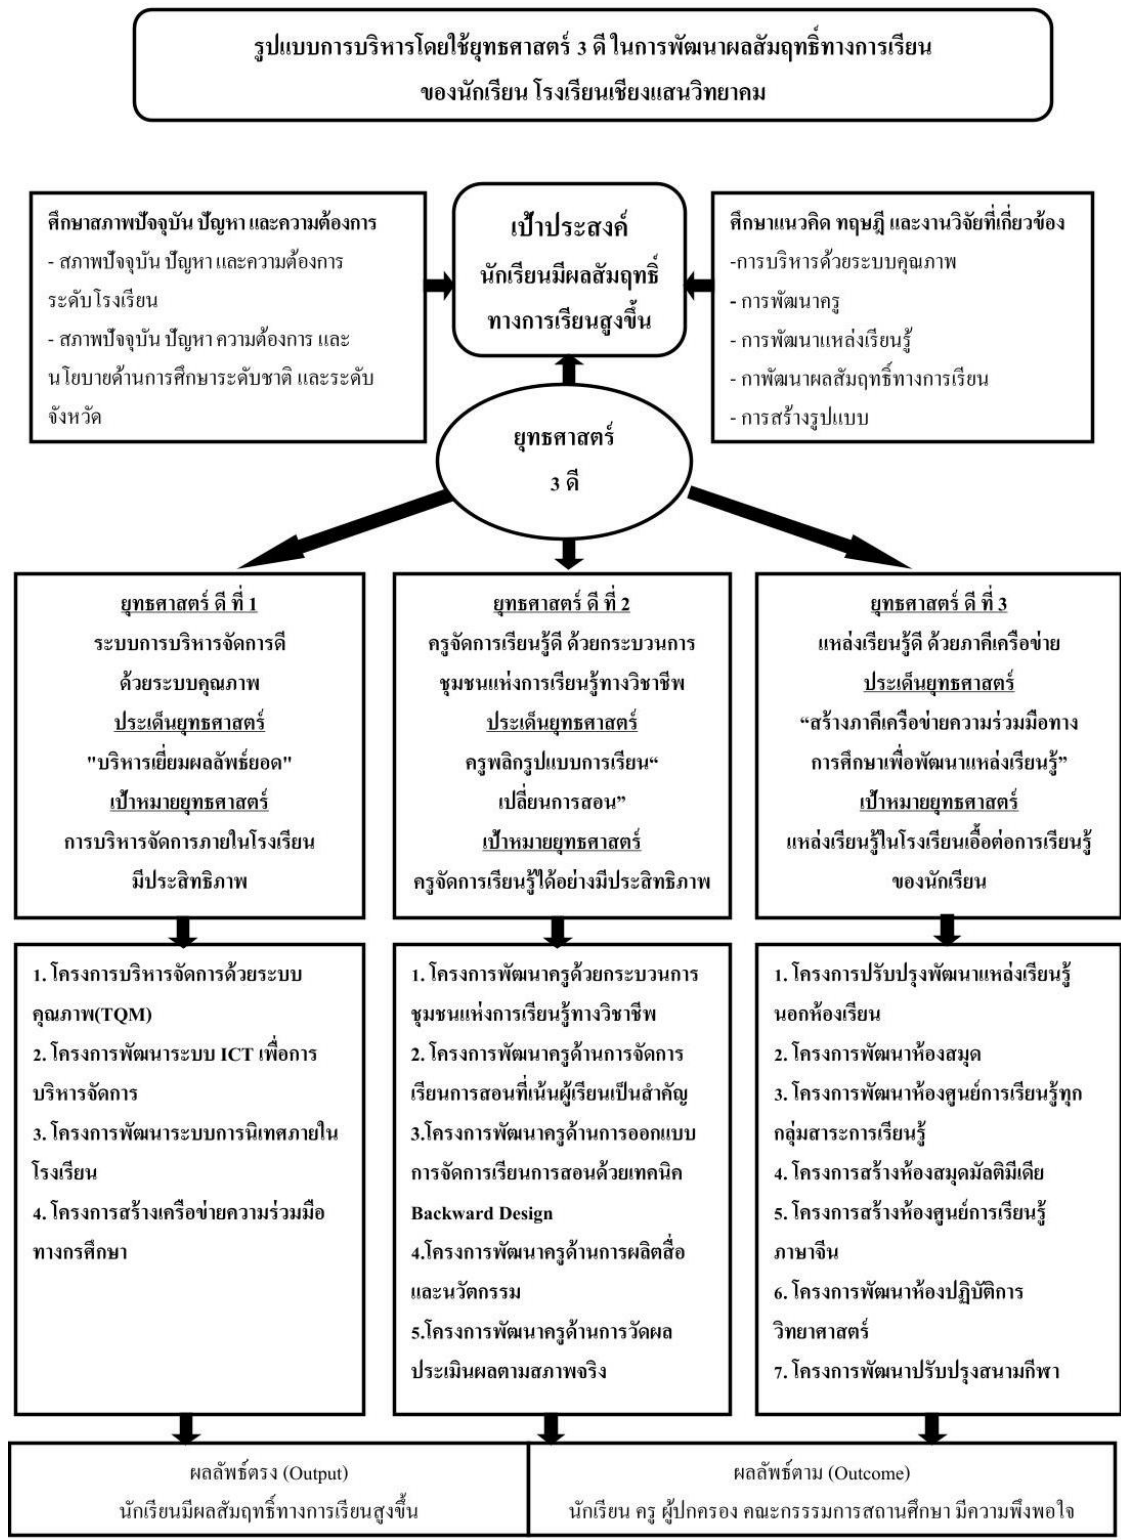 รูปแบบการบริหารโดยใช้ยุทธศาสตร์ 3 ดี ในการพัฒนาผลสัมฤทธิ์ทางการเรียน
ของนักเรียน โรงเรียนเชียงแสนวิทยาคม
ศึกษาสภาพปัจจุบัน ปัญหา และความต้องการ
- สภาพปัจจุบัน ปัญหา และความต้องการ
ระดับโรงเรียน
- สภาพปัจจุบัน ปัญหา ความต้องการ และ
นโยบายด้านการศึกษาระดับชาติ และระดับ
จังหวัด
เป้าประสงค์
นักเรียนมีผลสัมฤทธิ์
ทางการเรียนสูงขึ้น
ศึกษาแนวคิด ทฤษฎี และงานวิจัยที่เกี่ยวข้อง
-การบริหารด้วยระบบคุณภาพ
- การพัฒนาครู
- การพัฒนาแหล่งเรียนรู้
- กาพัฒนาผลสัมฤทธิ์ทางการเรียน
- การสร้างรูปแบบ
ยุทธศาสตร์
3 ดี
ยุทธศาสตร์ ดี ที่ 1
ระบบการบริหารจัดการดี
ด้วยระบบคุณภาพ
ประเด็นยุทธศาสตร์
"บริหารเยี่ยมผลลัพธ์ยอด"
เป้าหมายยุทธศาสตร์
การบริหารจัดการภายในโรงเรียน
มีประสิทธิภาพ
ยุทธศาสตร์ ดี ที่ 2
ครูจัดการเรียนรู้ดี ด้วยกระบวนการ
ชุมชนแห่งการเรียนรู้ทางวิชาชีพ
ประเด็นยุทธศาสตร์
ครูพลิกรูปแบบการเรียน“
เปลี่ยนการสอน”
เป้าหมายยุทธศาสตร์
ครูจัดการเรียนรู้ได้อย่างมีประสิทธิภาพ
ยุทธศาสตร์ ดี ที่ 3
แหล่งเรียนรู้ดี ด้วยภาคีเครือข่าย
ประเด็นยุทธศาสตร์
“สร้างภาคีเครือข่ายความร่วมมือทาง
การศึกษาเพื่อพัฒนาแหล่งเรียนรู้”
เป้าหมายยุทธศาสตร์
แหล่งเรียนรู้ในโรงเรียนเอื้อต่อการเรียนรู้
ของนักเรียน
1. โครงการบริหารจัดการด้วยระบบ
คุณภาพ(TQM)
2. โครงการพัฒนาระบบ ICT เพื่อการ
บริหารจัดการ
3. โครงการพัฒนาระบบการนิเทศภายใน
โรงเรียน
4. โครงการสร้างเครือข่ายความร่วมมือ
ทางกรศึกษา
1. โครงการพัฒนาครูด้วยกระบวนการ
ชุมชนแห่งการเรียนรู้ทางวิชาชีพ
2. โครงการพัฒนาครูด้านการจัดการ
เรียนการสอนที่เน้นผู้เรียนเป็นสำคัญ
3.โครงการพัฒนาครูด้านการออกแบบ
การจัดการเรียนการสอนด้วยเทคนิค
Backward Design
4.โครงการพัฒนาครูด้านการผลิตสื่อ
และนวัตกรรม
5.โครงการพัฒนาครูด้านการวัดผล
ประเมินผลตามสภาพจริง
1. โครงการปรับปรุงพัฒนาแหล่งเรียนรู้
นอกห้องเรียน
2. โครงการพัฒนาห้องสมุด
3. โครงการพัฒนาห้องศูนย์การเรียนรู้ทุก
กลุ่มสาระการเรียนรู้
4. โครงการสร้างห้องสมุดมัลติมีเดีย
5. โครงการสร้างห้องศูนย์การเรียนรู้
ภาษาจีน
6. โครงการพัฒนาห้องปฏิบัติการ
วิทยาศาสตร์
7. โครงการพัฒนาปรับปรุงสนามกีฬา
ผลลัพธ์ตรง (Output)
นักเรียนมีผลสัมฤทธิ์ทางการเรียนสูงขึ้น
ผลลัพธ์ตาม (Outcome)
นักเรียน ครู ผู้ปกครอง คณะกรรรมการสถานศึกษา มีความพึงพอใจ